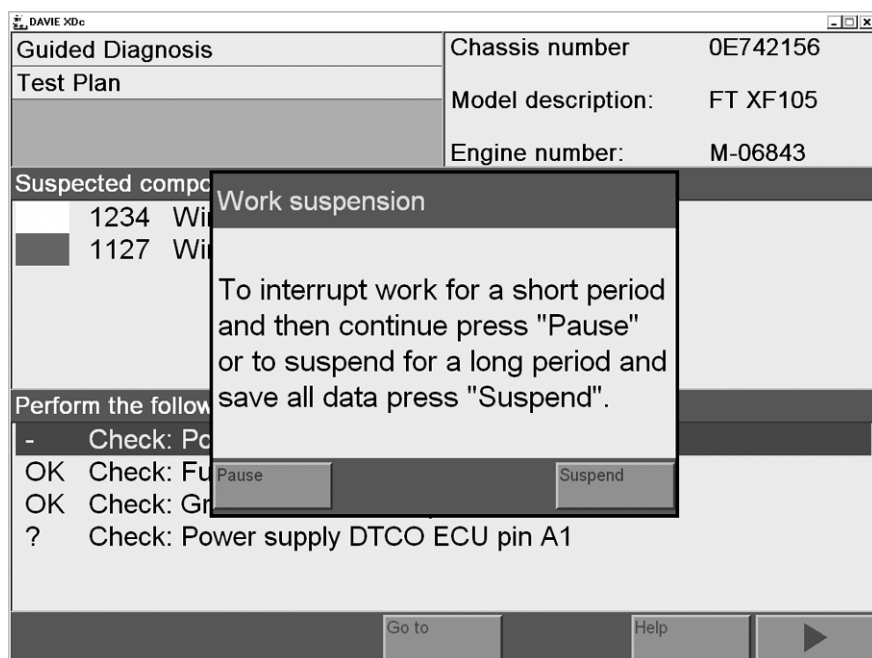 DAVIE XDc
Guided Diagnosis
Test Plan
Chassis number 0E742156
Model description: FT XF105
Engine number: M-06843
Suspected compo
1234 Wi
1127 Wi
Work suspension
To interrupt work for a short period
and then continue press "Pause"
or to suspend for a long period and
save all data press "Suspend".
Pause Suspend
Perform the follow
- Check: Po
OK Check: Fu
OK Check: Gr
? Check: Power supply DTCO ECU pin A1
Go to Help